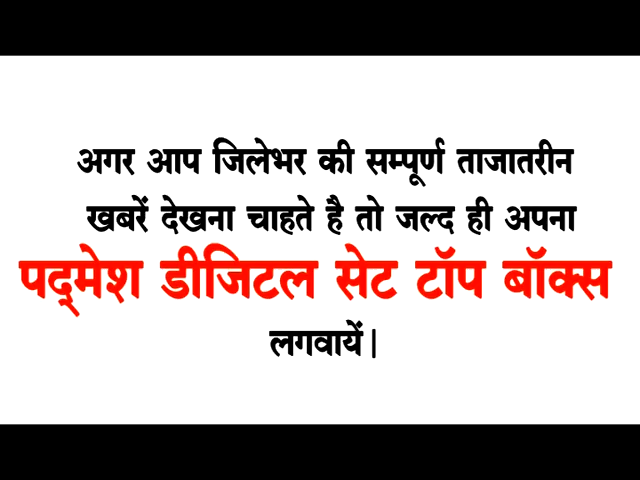 अगर आप जिलेभर की सम्पूर्ण ताजातरीन
खबरें देखना चाहते है तो जल्द ही अपना
पद्‌मेश डीजिटल सेट टॉप बॉक्स
लगवायें|